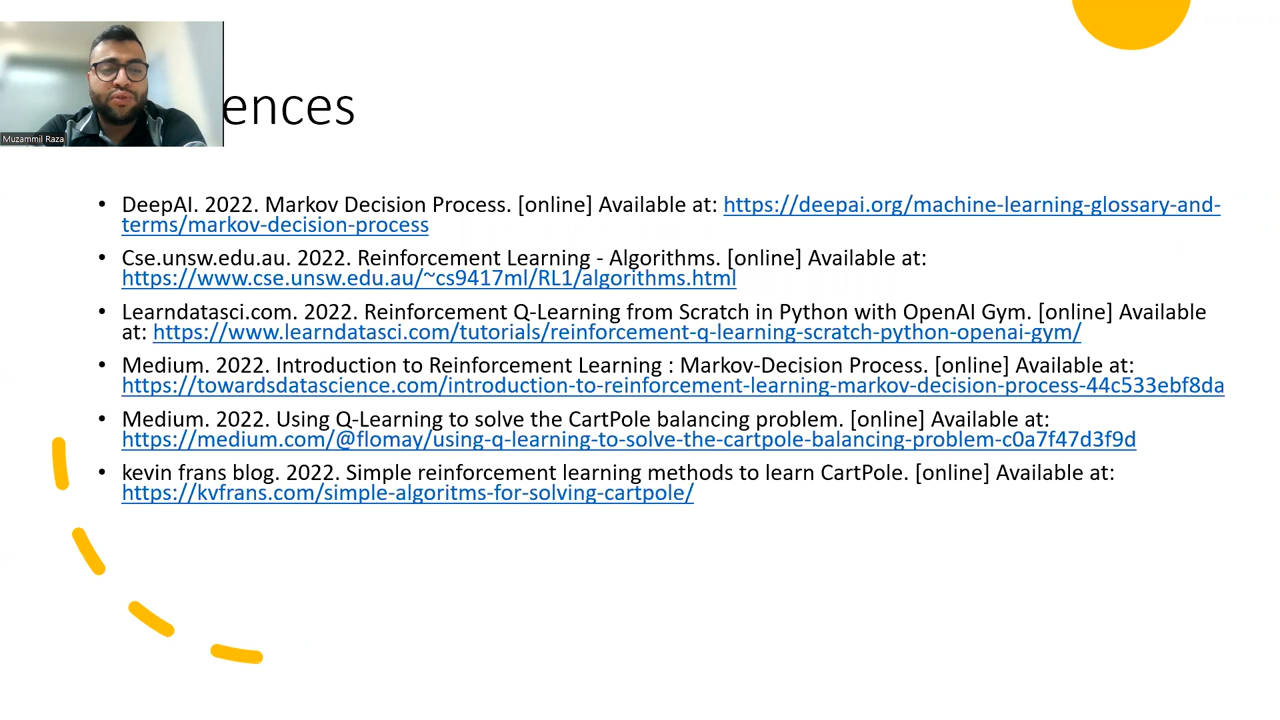 Muzammil Raza
ences
• DeepAI. 2022. Markov Decision Process. [online] Available at: https://deepai.org/machine-learning-glossary-and-
terms/markov-decision-process
• Cse.unsw.edu.au. 2022. Reinforcement Learning - Algorithms. [online] Available at:
https://www.cse.unsw.edu.au/~cs9417ml/RL1/algorithms.html
• Learndatasci.com. 2022. Reinforcement Q-Learning from Scratch in Python with OpenAI Gym. [online] Available
at: https://www.learndatasci.com/tutorials/reinforcement-q-learning-scratch-python-openai-gym/
• Medium. 2022. Introduction to Reinforcement Learning : Markov-Decision Process. [online] Available at:
https://towardsdatascience.com/introduction-to-reinforcement-learning-markov-decision-process-44c533ebf8da
• Medium. 2022. Using Q-Learning to solve the CartPole balancing problem. [online] Available at:
https://medium.com/@flomay/using-q-learning-to-solve-the-cartpole-balancing-problem-c0a7f47d3f9d
• kevin frans blog. 2022. Simple reinforcement learning methods to learn CartPole. [online] Available at:
https://kvfrans.com/simple-algoritms-for-solving-cartpole/